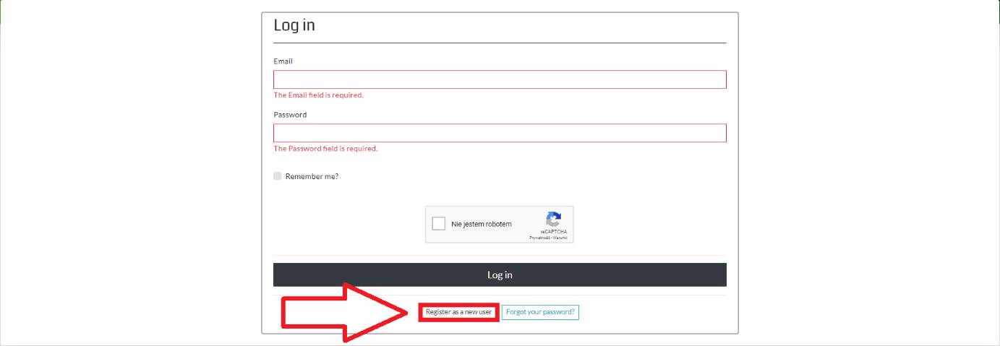 Log in
Email
The Email field is required.
Password
The Password field is required.
Remember me?
Nie jestem robotem
reCAPTCHA
Prywatność - Warunki
Log in
Register as a new user
Forgot your password?